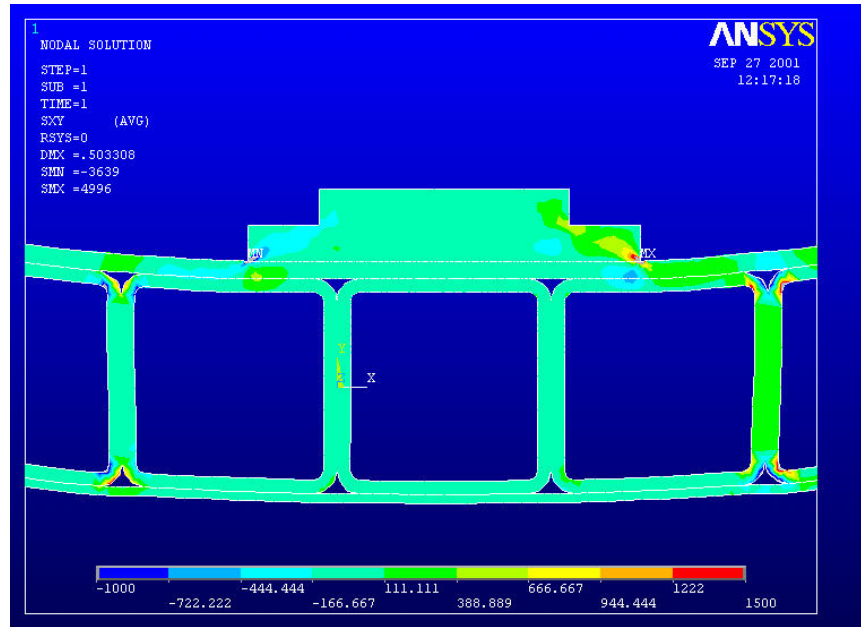 1
ANSYS
NODAL SOLUTION
SEP 27 2001
12:17:18
STEP=1
SUB =1
TIME=1
SXY (AVG)
RSYS=0
DMX =.503308
SMN =-3639
SMX =4996
MN
MX
Y
Z
X
-1000
-444.444
111.111
666.667
1222
-722.222
-166.667
388.889
944.444
1500